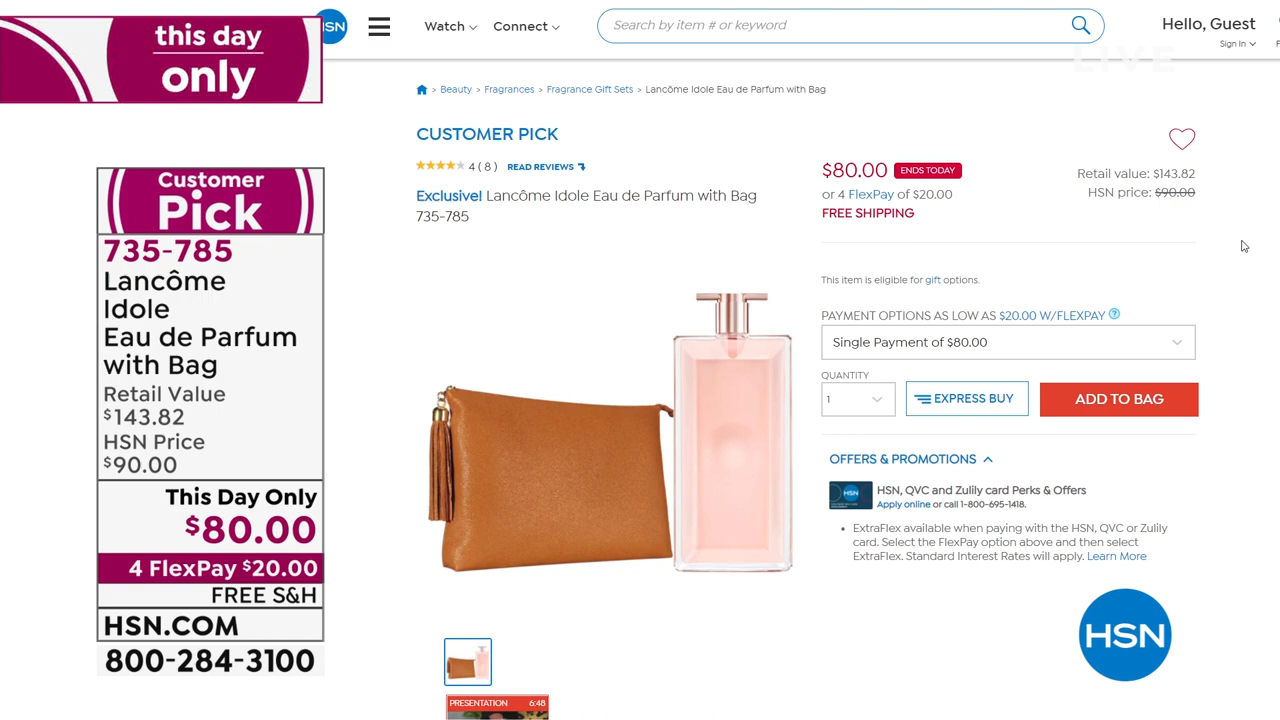 this day
only
Customer
Pick
735-785
Lancôme
Idole
Eau de Parfum
with Bag
Retail Value
$143.82
HSN Price
$90.00
This Day Only
$80.00
4 FlexPay $20.00
FREE S&H
HSN.COM
800-284-3100
HSN
Watch
Connect
Search by item # or keyword
Hello, Guest
Sign In
LIVE
> Beauty > Fragrances > Fragrance Gift Sets > Lancôme Idole Eau de Parfum with Bag
CUSTOMER PICK
4 ( 8 ) READ REVIEWS
Exclusive! Lancôme Idole Eau de Parfum with Bag
735-785
$80.00 ENDS TODAY
or 4 FlexPay of $20.00
FREE SHIPPING
Retail value: $143.82
HSN price: $90.00
This item is eligible for gift options.
PAYMENT OPTIONS AS LOW AS $20.00 W/FLEXPAY ?
Single Payment of $80.00
QUANTITY
1
EXPRESS BUY
ADD TO BAG
OFFERS & PROMOTIONS
HSN
HSN, QVC and Zulily card Perks & Offers
Apply online or call 1-800-695-1418.
• ExtraFlex available when paying with the HSN, QVC or Zulily
card. Select the FlexPay option above and then select
ExtraFlex. Standard Interest Rates will apply. Learn More
HSN
PRESENTATION 6:48